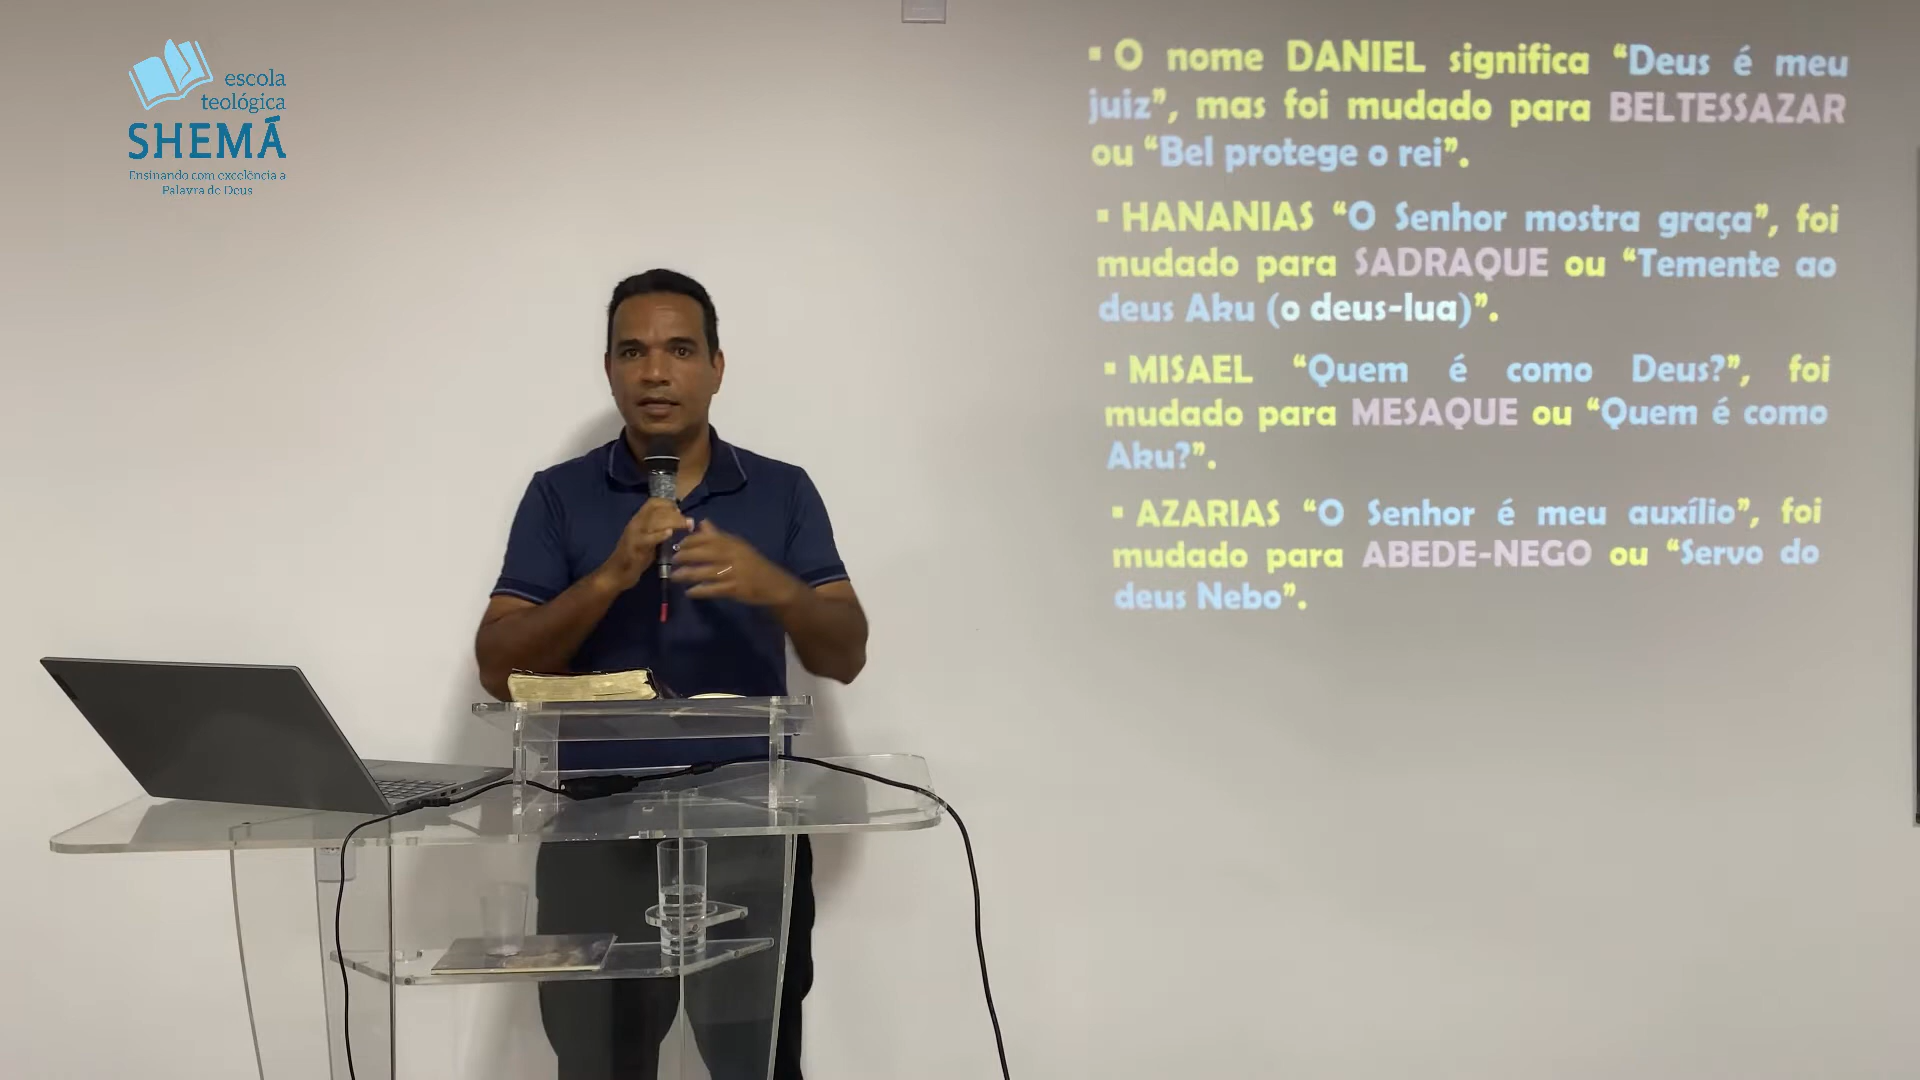 escola
teológica
SHEMÁ
Ensinando com excelência a
Palavra de Deus
▪ O nome DANIEL significa “Deus é meu
juiz”, mas foi mudado para BELTESSAZAR
ou “Bel protege o rei”.
▪ HANANIAS “O Senhor mostra graça”, foi
mudado para SADRAQUE ou “Temente ao
deus Aku (o deus-lua)”.
▪ MISAEL “Quem é como Deus?”, foi
mudado para MESAQUE ou “Quem é como
Aku?”.
▪ AZARIAS “O Senhor é meu auxílio”, foi
mudado para ABEDE-NEGO ou “Servo do
deus Nebo”.